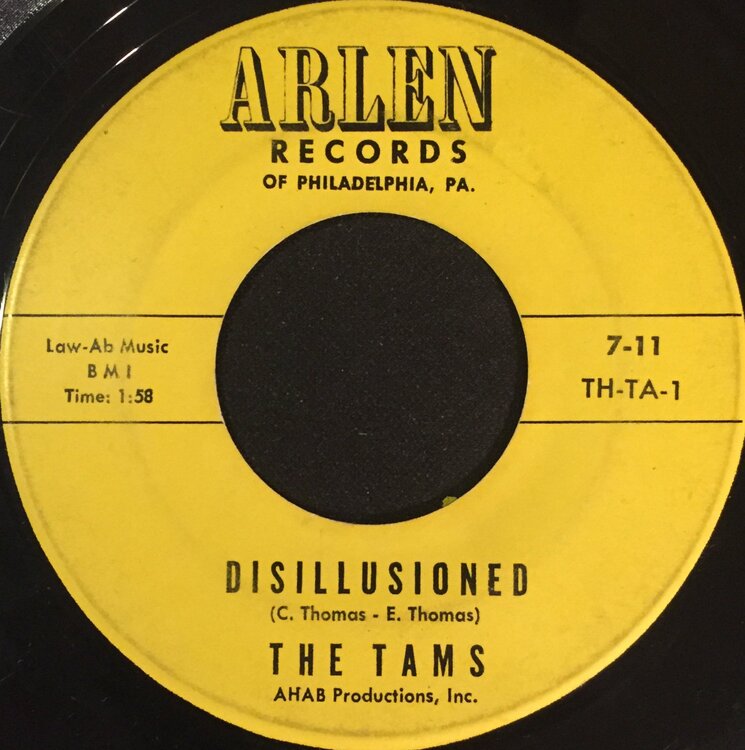 ARLEN
RECORDS
OF PHILADELPHIA, PA.
Law-Ab Music
B M I
Time: 1:58
7-11
TH-TA-1
DISILLUSIONED
(C. Thomas - E. Thomas)
THE TAMS
AHAB Productions, Inc.